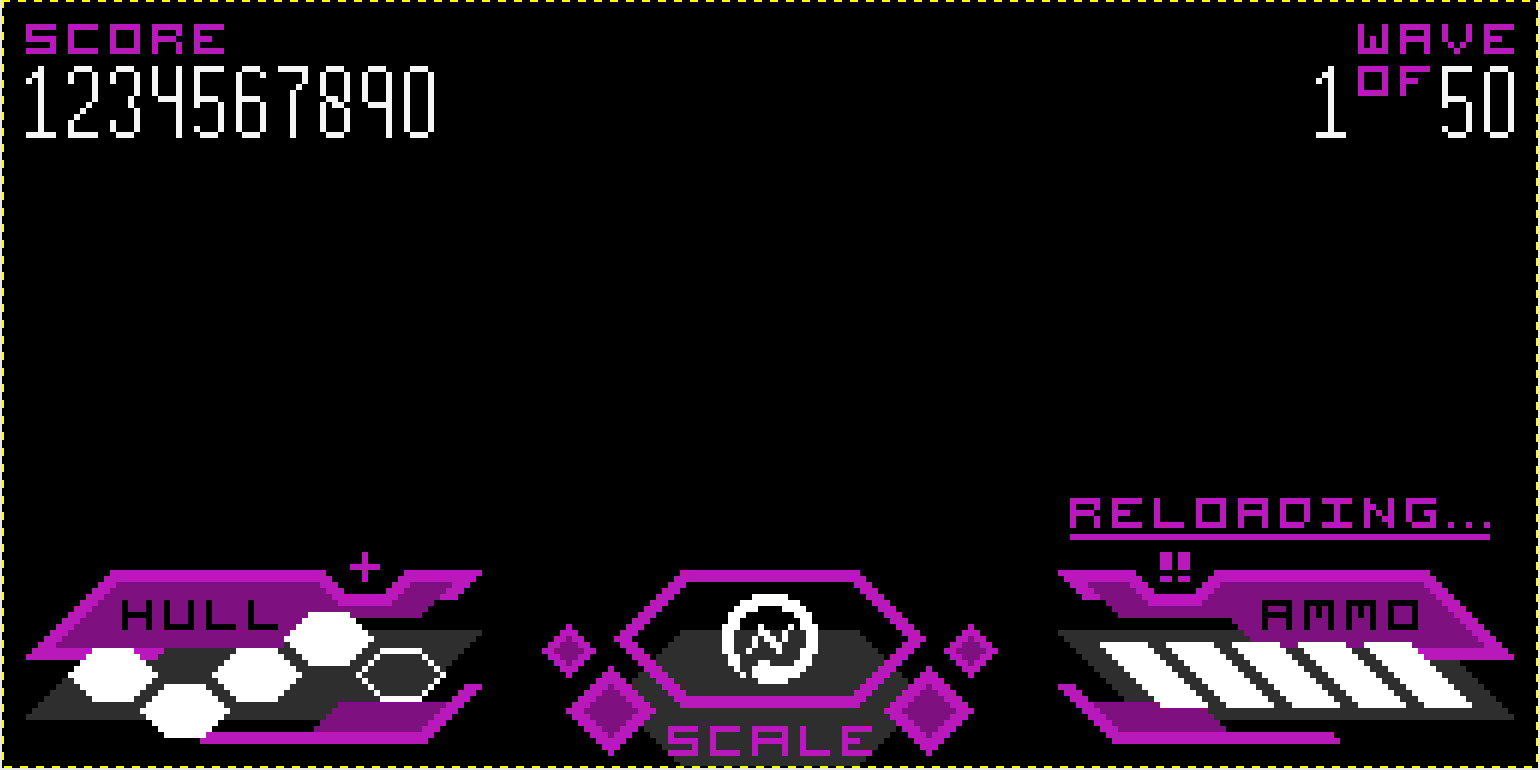 SCORE
1234567890
WAVE
1 OF 50
RELOADING...
+
!!
HULL
AMMO
SCALE